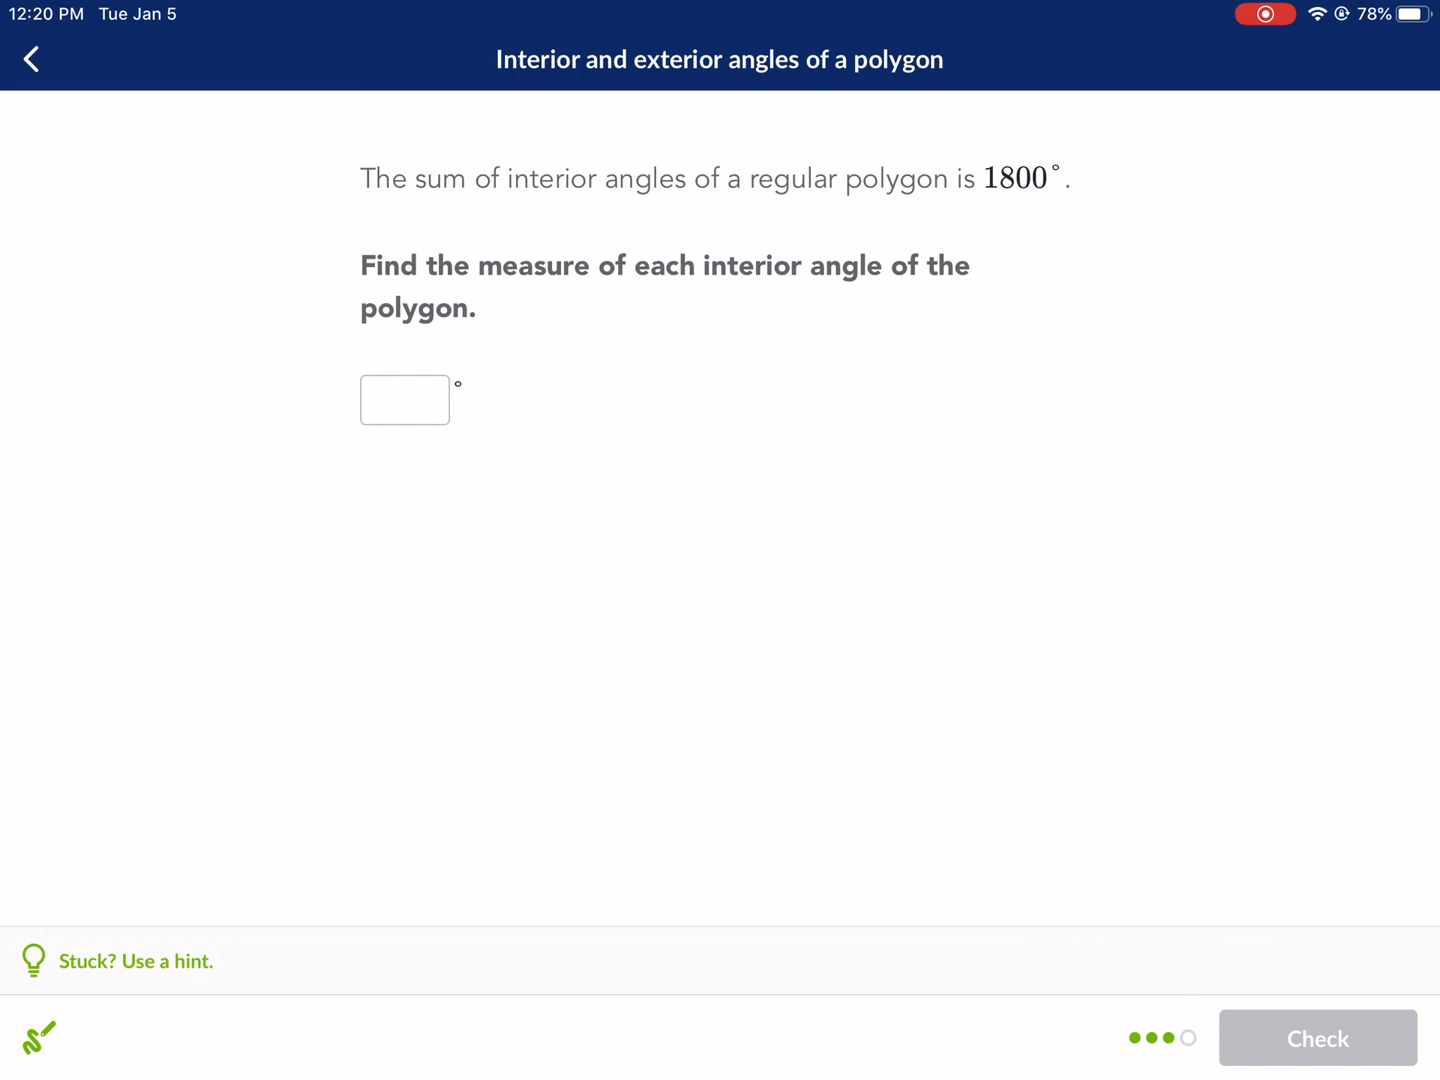 12:20 PM Tue Jan 5
78%
Interior and exterior angles of a polygon
The sum of interior angles of a regular polygon is 1800°.
Find the measure of each interior angle of the
polygon.
°
Stuck? Use a hint.
Check